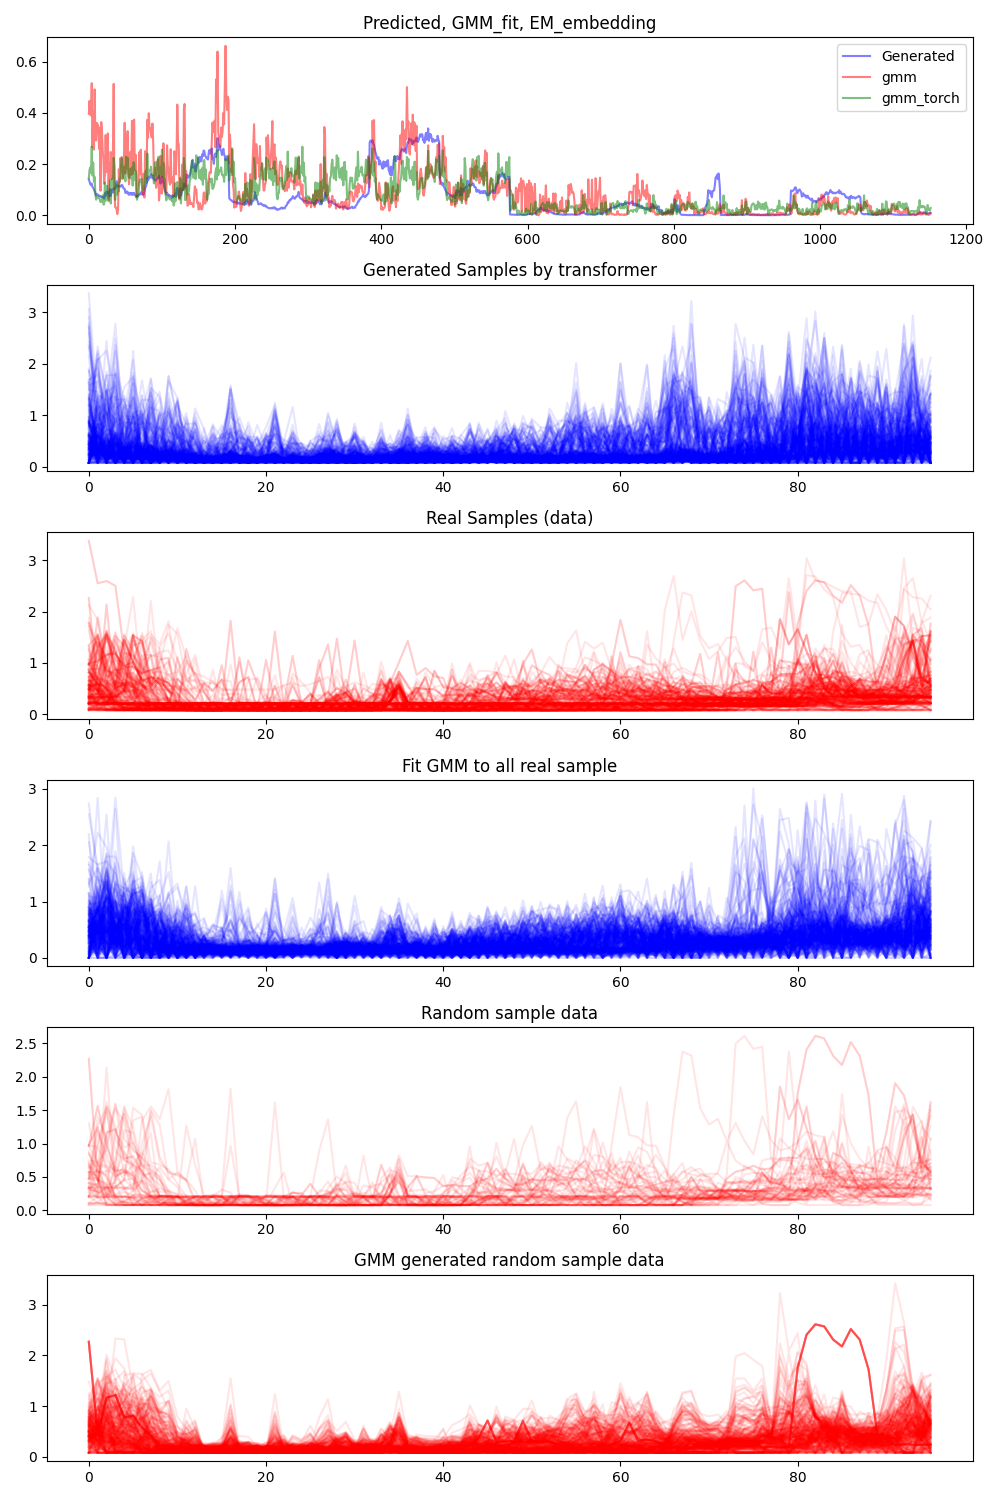 Predicted, GMM_fit, EM_embedding
0.6
0.4
0.2
0.0
Generated
gmm
gmm_torch
0 200 400 600 800 1000 1200
Generated Samples by transformer
3
2
1
0
0 20 40 60 80
Real Samples (data)
3
2
1
0
0 20 40 60 80
Fit GMM to all real sample
3
2
1
0
0 20 40 60 80
Random sample data
2.5
2.0
1.5
1.0
0.5
0.0
0 20 40 60 80
GMM generated random sample data
3
2
1
0
0 20 40 60 80